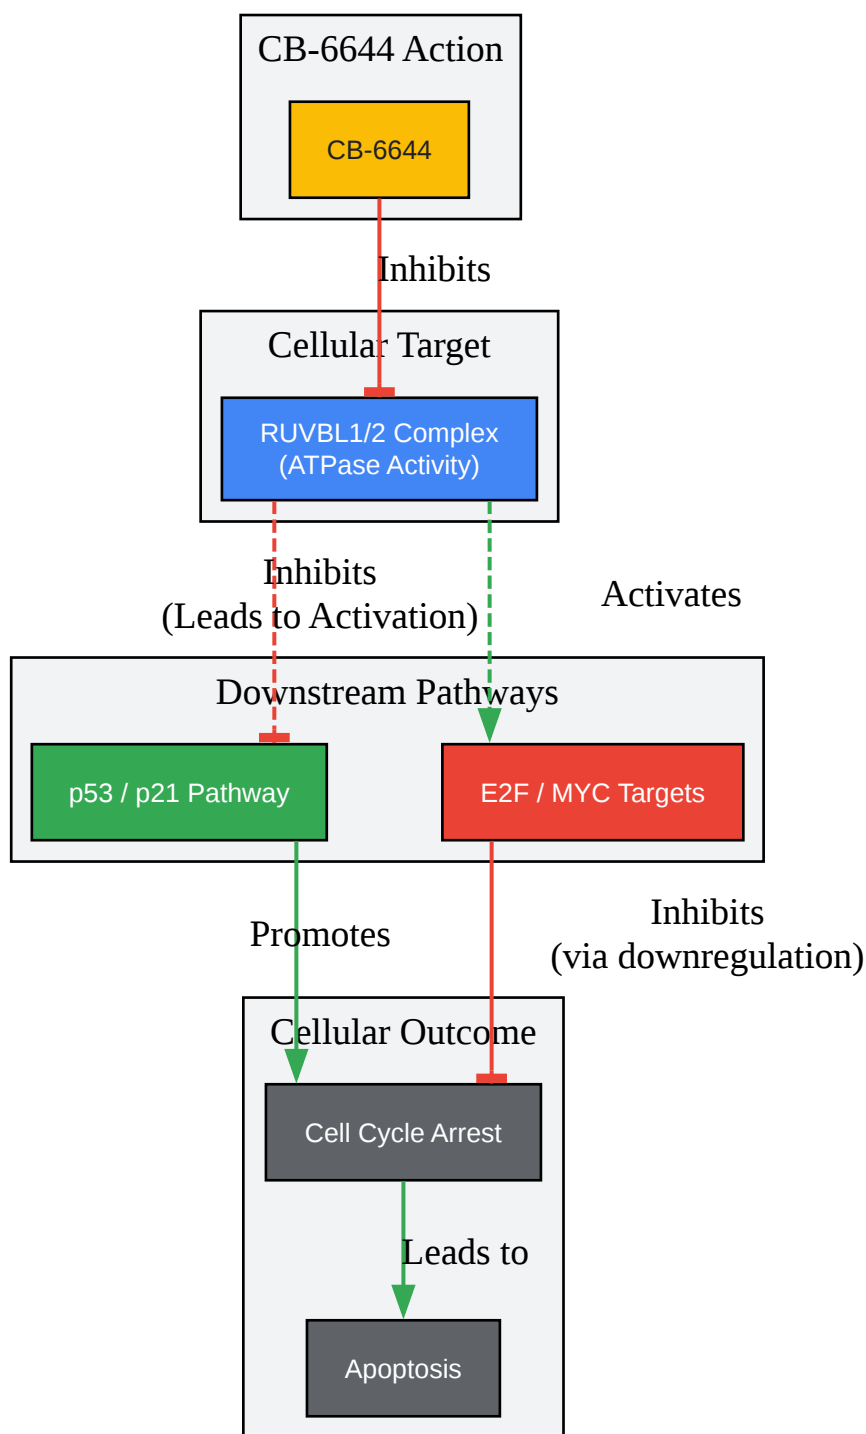 CB-6644 Action
CB-6644
Inhibits
Cellular Target
RUVBL1/2 Complex
(ATPase Activity)
Inhibits
(Leads to Activation)
Activates
Downstream Pathways
p53 / p21 Pathway
E2F / MYC Targets
Promotes
Inhibits
(via downregulation)
Cellular Outcome
Cell Cycle Arrest
Leads to
Apoptosis